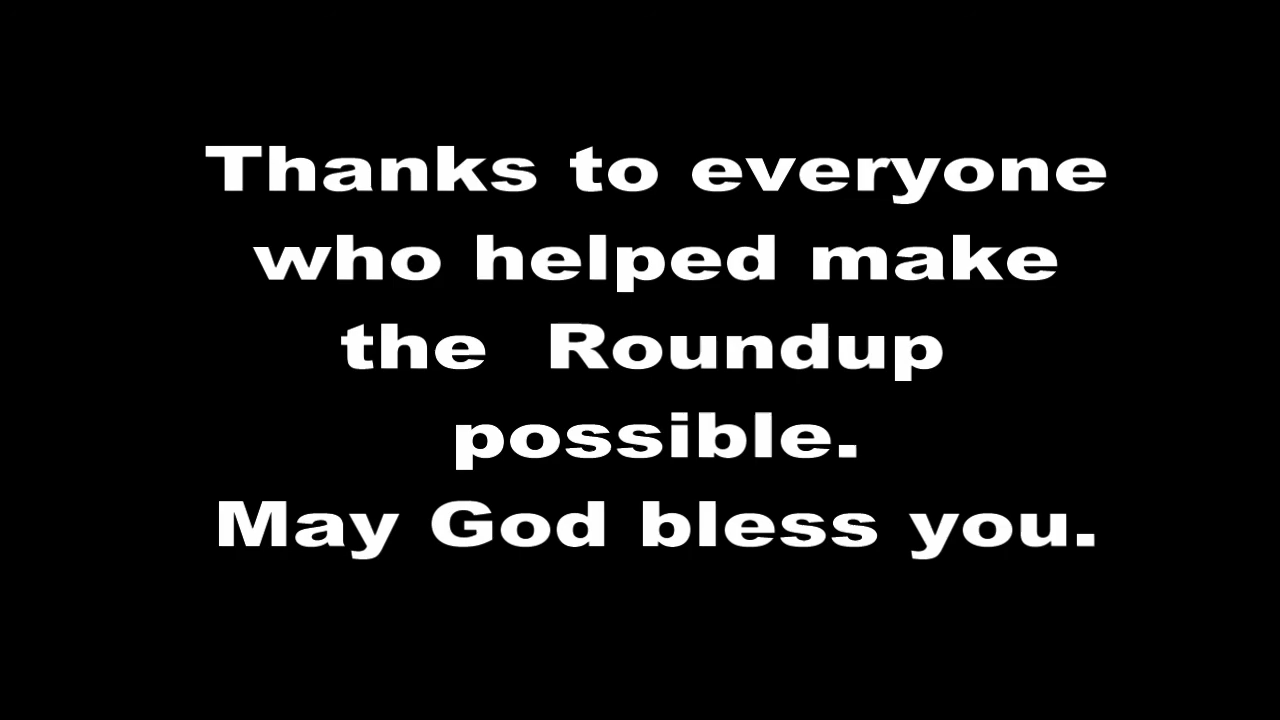 Thanks to everyone
who helped make
the  Roundup
possible.
May God bless you.